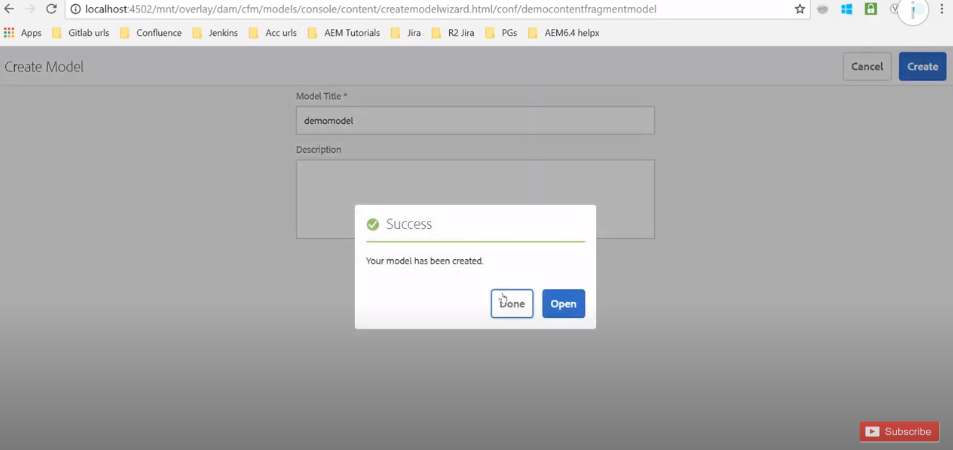 localhost:4502/mnt/overlay/dam/cfm/models/console/content/createmodelwizard.html/conf/democontentfragmentmodel
Apps Gitlab urls Confluence Jenkins Acc urls AEM Tutorials Jira R2 Jira PGs AEM6.4 helpx
Create Model Cancel Create
Model Title *
demomodel
Description
Success
Your model has been created.
Done Open
Subscribe